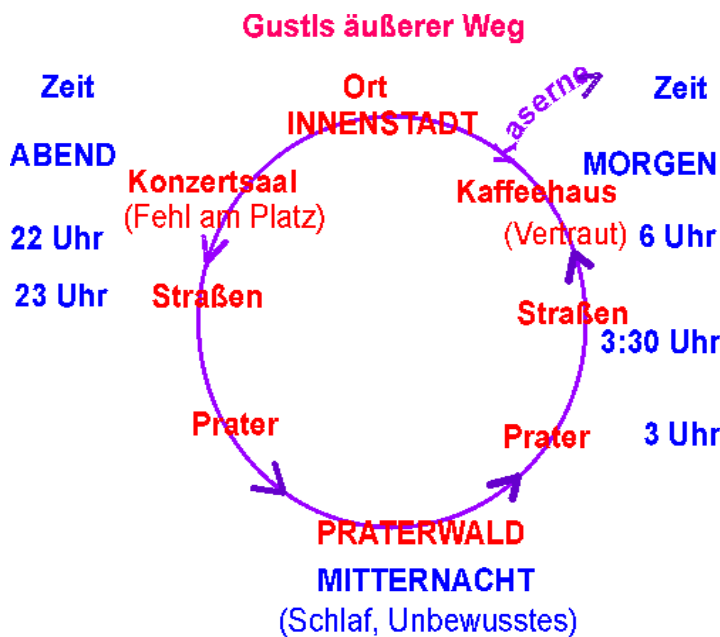 Gustls äußerer Weg
Zeit
Ort
Zeit
INNENSTADT
Kaserne
ABEND
MORGEN
Konzertsaal
(Fehl am Platz)
Kaffeehaus
(Vertraut)
22 Uhr
6 Uhr
23 Uhr
Straßen
Straßen
3:30 Uhr
Prater
Prater
3 Uhr
PRATERWALD
MITTERNACHT
(Schlaf, Unbewusstes)